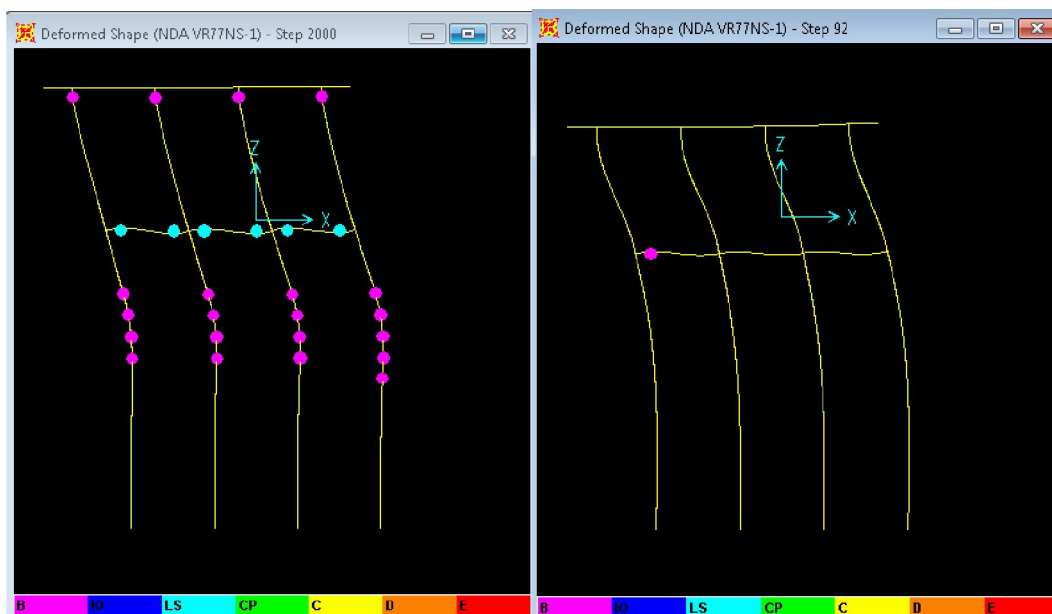 Deformed Shape (NDA VR77NS-1) - Step 2000
Z
X
B IO LS CP C D E
Deformed Shape (NDA VR77NS-1) - Step 92
Z
X
B IO LS CP C D E